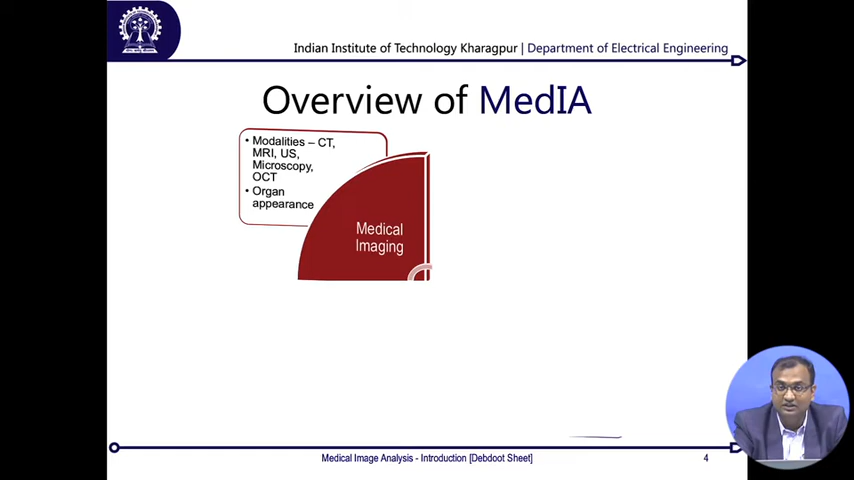 Indian Institute of Technology Kharagpur | Department of Electrical Engineering
Overview of MedIA
• Modalities – CT,
MRI, US,
Microscopy,
OCT
• Organ
appearance
Medical
Imaging
Medical Image Analysis - Introduction [Debdoot Sheet]
4